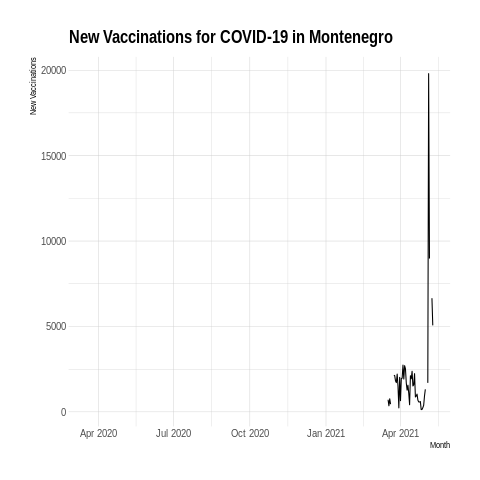 New Vaccinations for COVID-19 in Montenegro
New Vaccinations
20000
15000
10000
5000
0
Apr 2020 Jul 2020 Oct 2020 Jan 2021 Apr 2021
Month